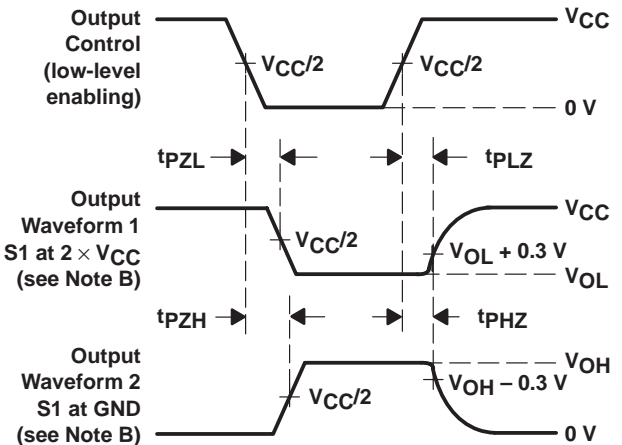 Output
Control
(low-level
enabling)
VCC
VCC/2
VCC/2
0 V
tPZL
tPLZ
Output
Waveform 1
S1 at 2 × VCC
(see Note B)
VCC
VCC/2
VOL + 0.3 V
VOL
tPZH
tPHZ
Output
Waveform 2
S1 at GND
(see Note B)
VOH
VCC/2
VOH − 0.3 V
0 V